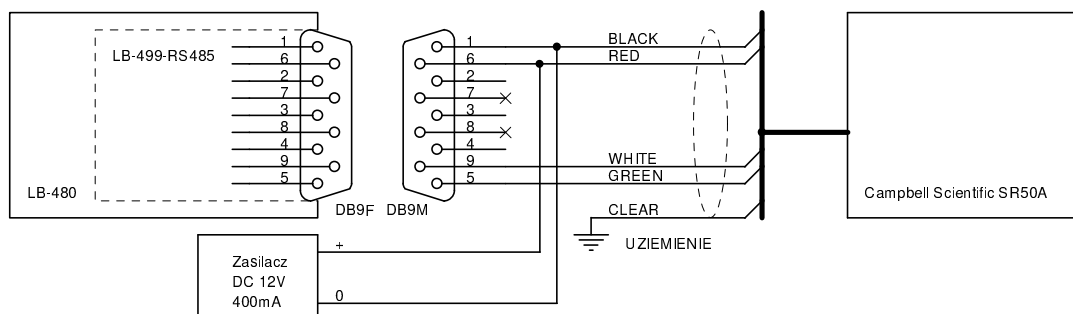 LB-499-RS485
LB-480
1
6
2
7
3
8
4
9
5
DB9F
DB9M
1
6
2
7
3
8
4
9
5
BLACK
RED
WHITE
GREEN
CLEAR
UZIEMIENIE
Campbell Scientific SR50A
Zasilacz
DC 12V
400mA
+
0